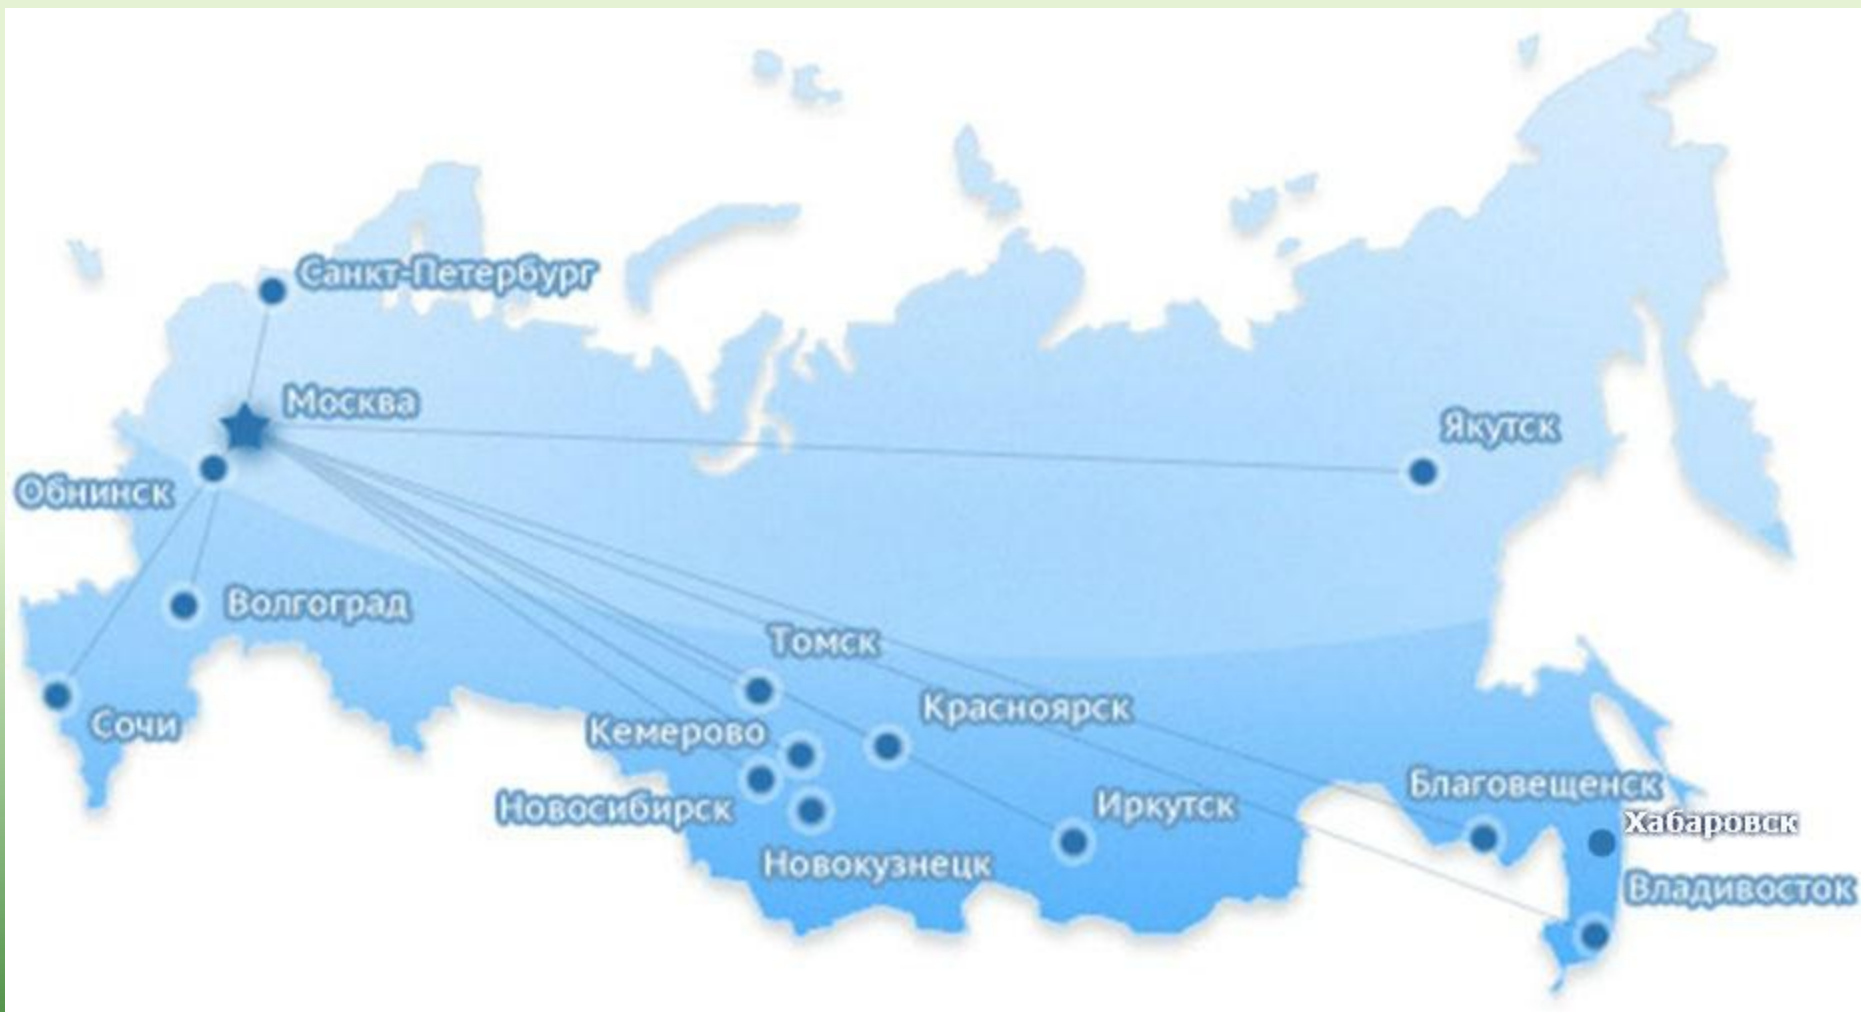 Санкт-Петербург
Москва
Якутск
Обнинск
Волгоград
Томск
Сочи
Красноярск
Кемерово
Благовещенск
Новосибирск
Иркутск
Хабаровск
Новокузнецк
Владивосток